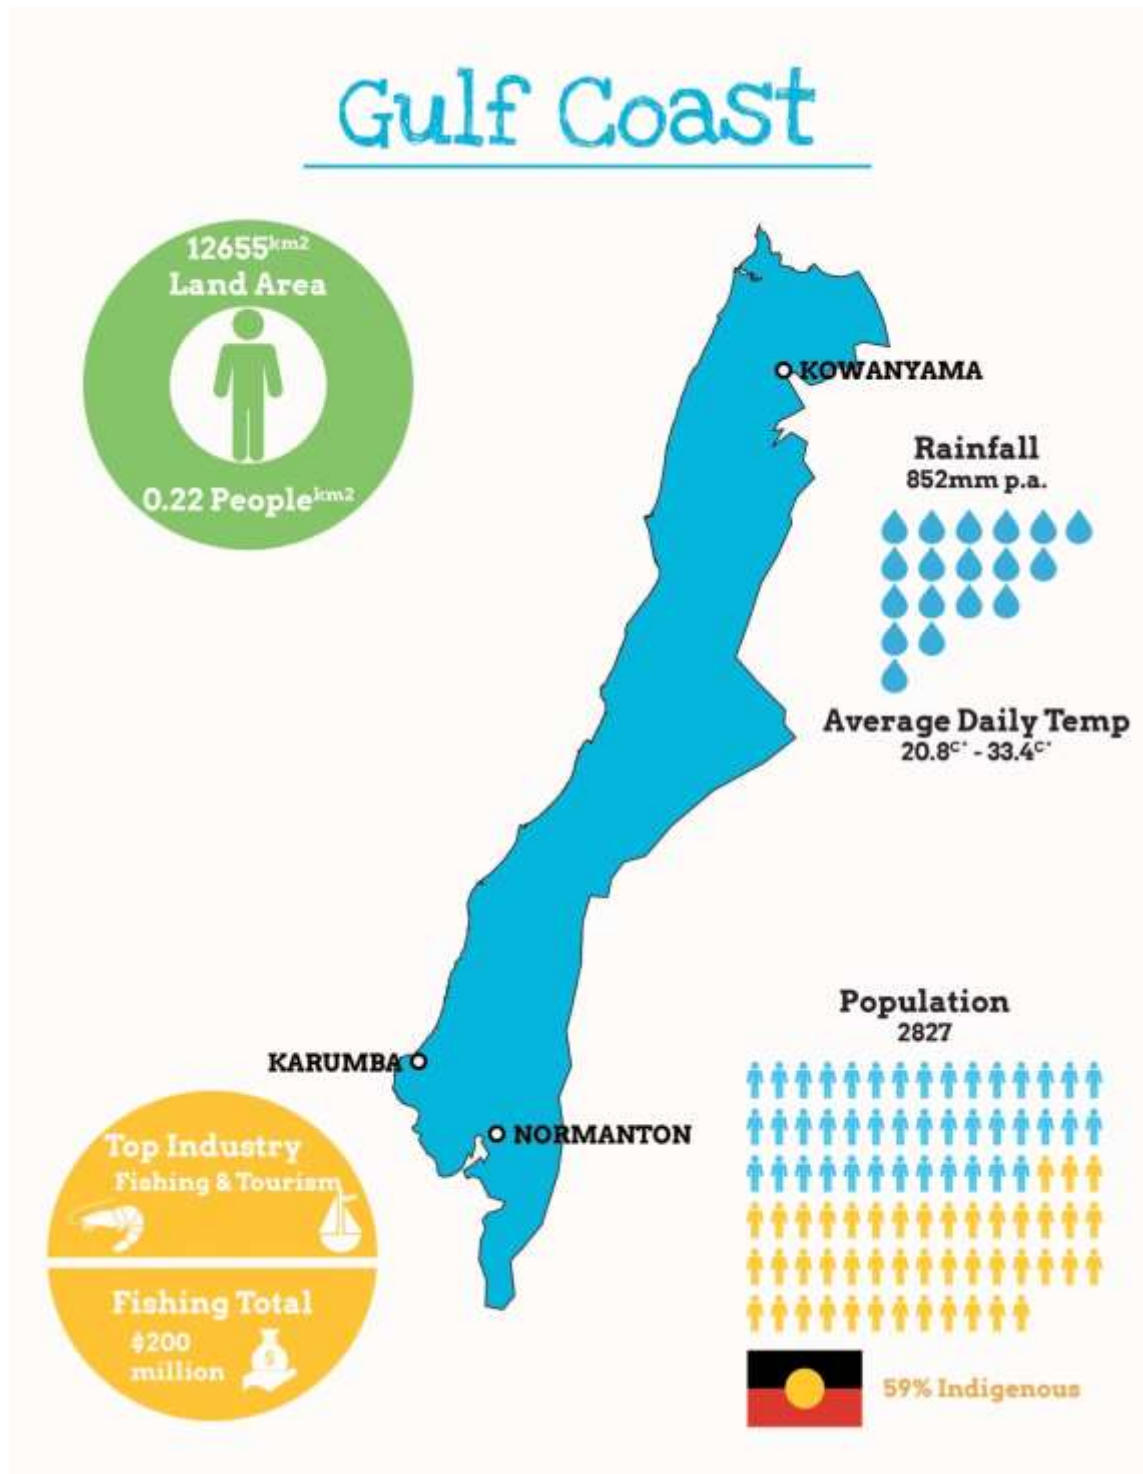 Gulf Coast
12655km2
Land Area
0.22 Peoplekm2
KOWANYAMA
Rainfall
852mm p.a.
Average Daily Temp
20.8C° - 33.4C°
KARUMBA
NORMANTON
Top Industry
Fishing & Tourism
Fishing Total
$200
million
$
Population
2827
59% Indigenous